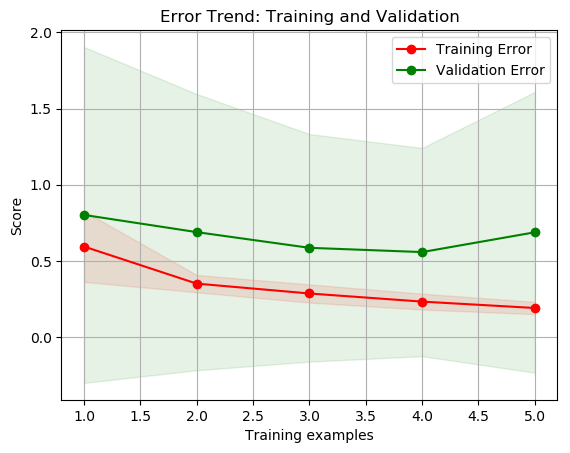 Error Trend: Training and Validation
2.0
1.5
1.0
0.5
0.0
Score
Training Error
Validation Error
1.0 1.5 2.0 2.5 3.0 3.5 4.0 4.5 5.0
Training examples